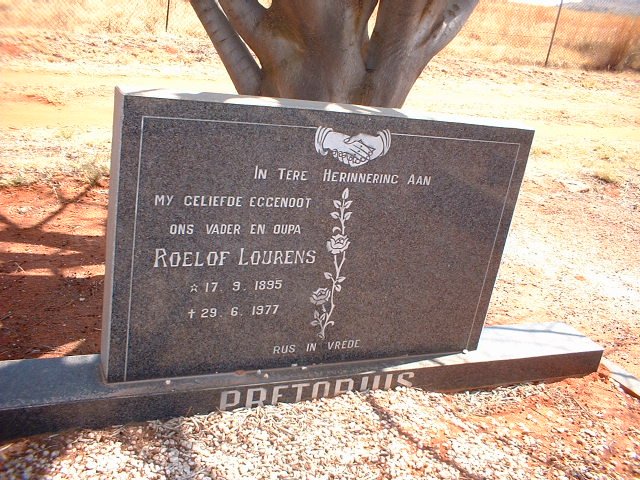 IN TERE HERINNERING AAN
MY GELIEFDE EGGENOOT
ONS VADER EN OUPA
ROELOF LOURENS
☆ 17. 9. 1895
✝ 29. 6. 1977
RUS IN VREDE
PRETORIUS